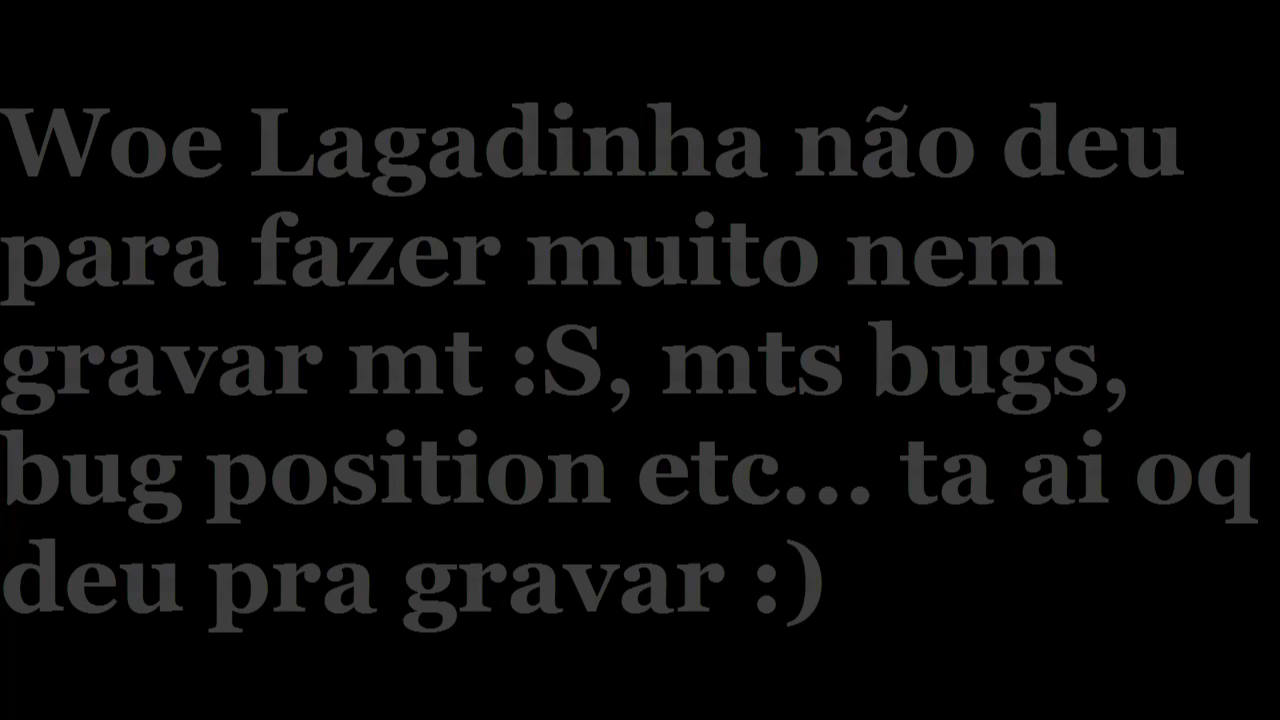 Woe Lagadinha não deu
para fazer muito nem
gravar mt :S, mts bugs,
bug position etc... ta ai oq
deu pra gravar :)